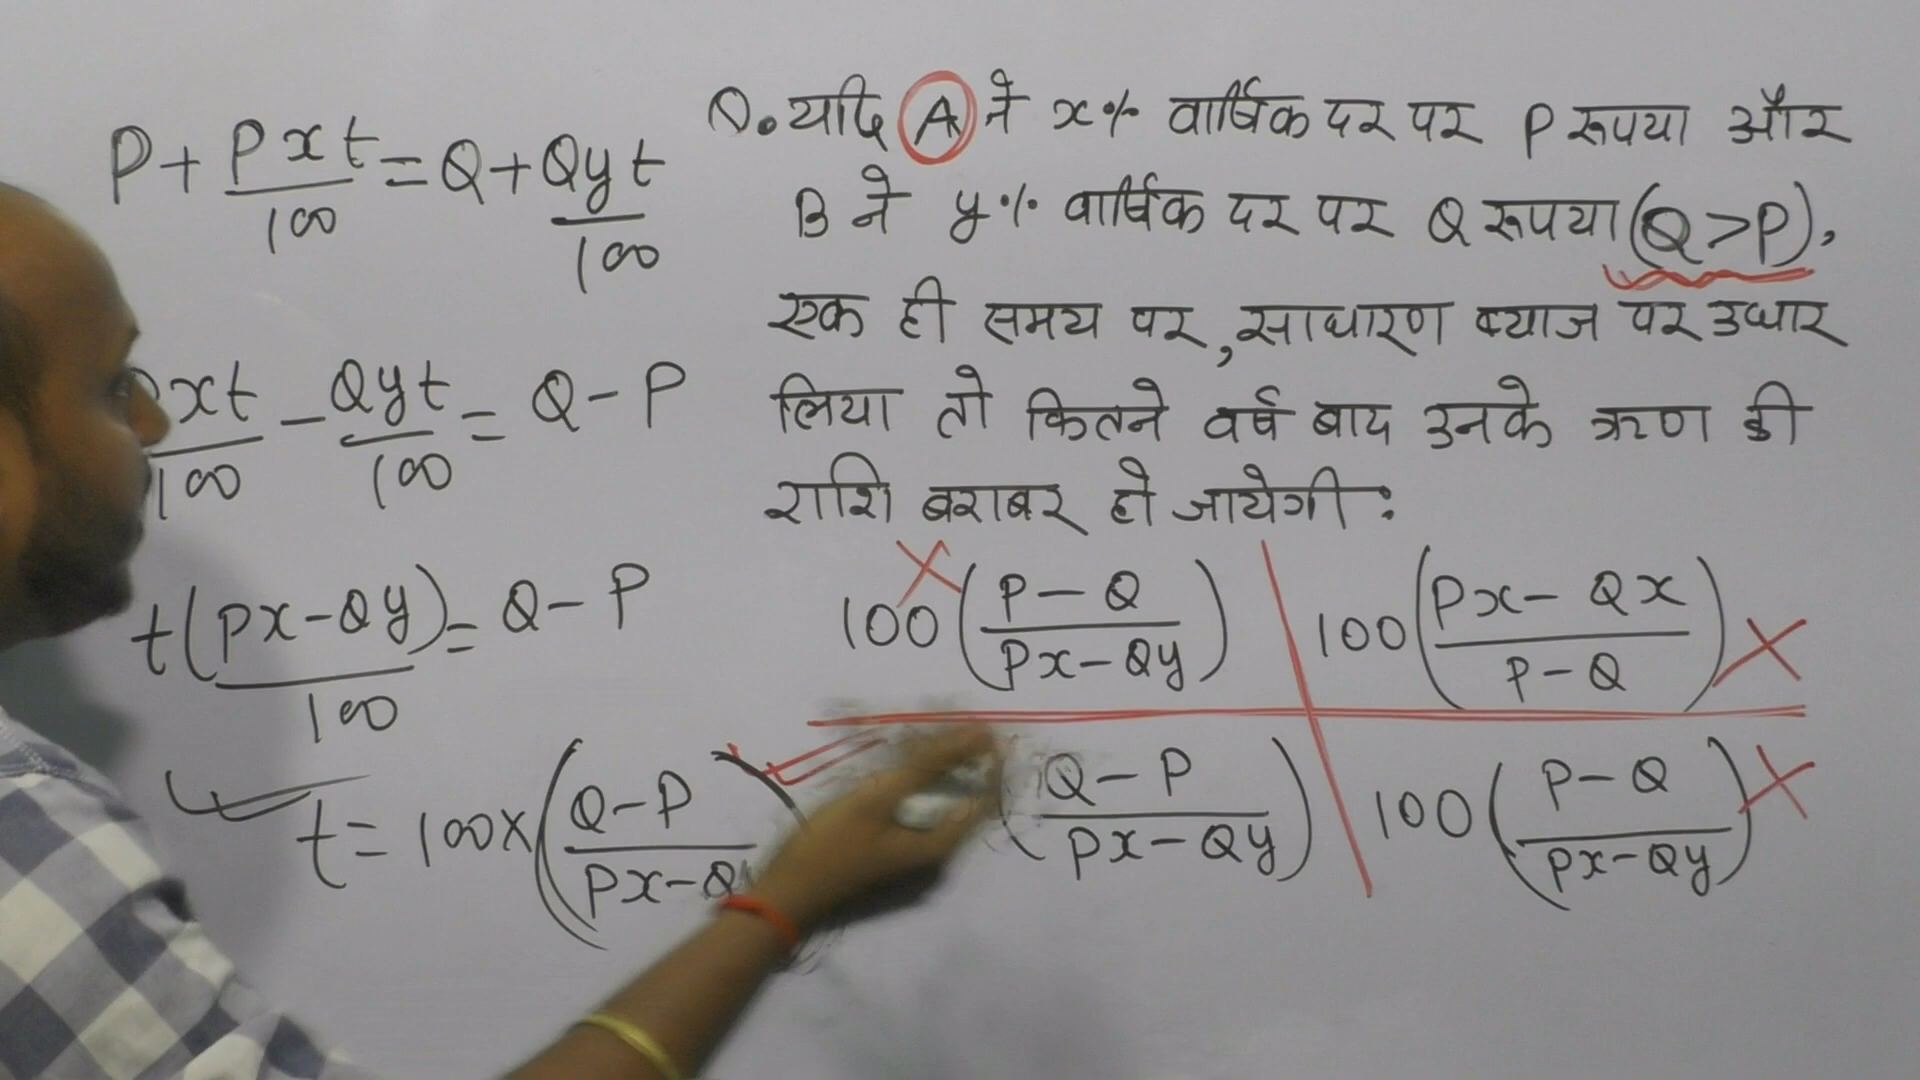 Q. यदि A ने x% वार्षिक दर पर P रूपया और
B ने y% वार्षिक दर पर Q रूपया (Q>P),
एक ही समय पर, साधारण ब्याज पर उधार
लिया तो कितने वर्ष बाद उनके ऋण की
राशि बराबर हो जायेगी:
100 (P-Q / Px-Qy)
100 (Px-Qx / P-Q)
(Q-P / Px-Qy)
100 (P-Q / Px-Qy)
P + Pxt/100 = Q + Qyt/100
xt/100 - Qyt/100 = Q-P
t(Px-Qy)/100 = Q-P
t = 100 × (Q-P / Px-Q